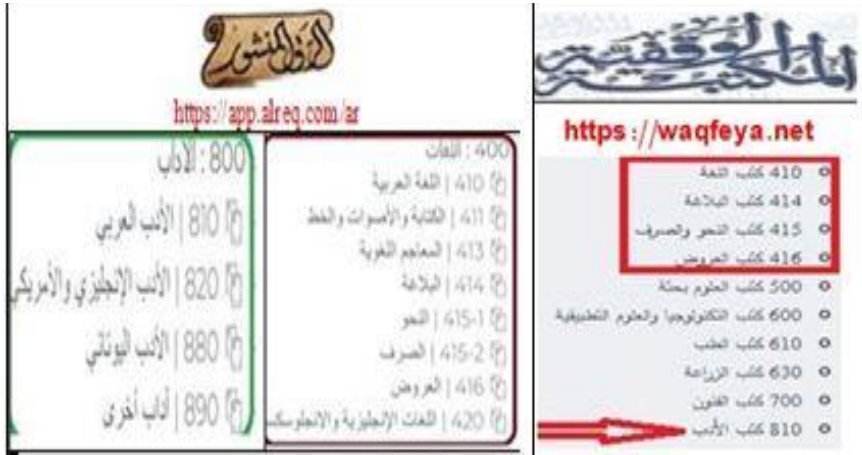 المكتبة الوقفية
https://waqfeya.net
410 كتب اللغة
414 كتب البلاغة
415 كتب النحو والصرف
416 كتب العروض
500 كتب العلوم بحتة
600 كتب التكنولوجيا والعلوم التطبيقية
610 كتب الطب
630 كتب الزراعة
700 كتب الفنون
810 كتب الأدب
الرق المنشور
https://app.alreq.com/ar
400 : اللغات
410 | اللغة العربية
411 | الكتابة والأصوات والخط
413 | المعاجم اللغوية
414 | البلاغة
415-1 | النحو
415-2 | الصرف
416 | العروض
420 | اللغات الإنجليزية والانجلوسك
800 : الآداب
810 | الأدب العربي
820 | الأدب الإنجليزي والأمريكي
880 | الأدب اليوناني
890 | آداب أخرى